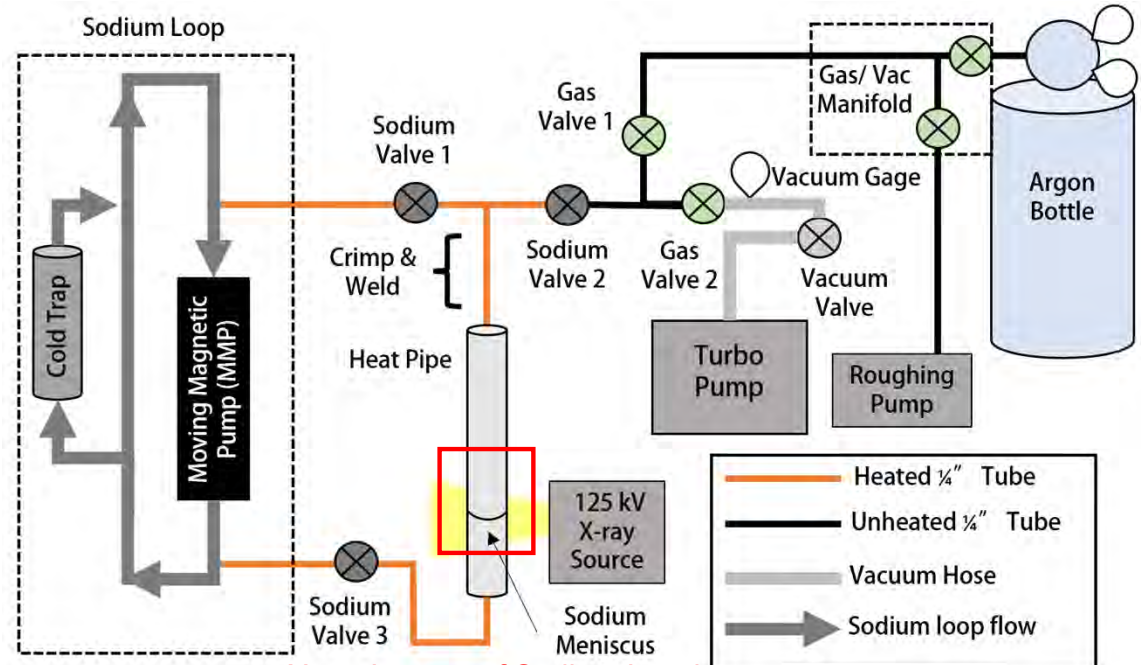 Sodium Loop
Gas/ Vac
Manifold
Gas
Valve 1
Sodium
Valve 1
Vacuum Gage
Argon
Bottle
Crimp &
Weld
Sodium
Valve 2
Gas
Valve 2
Vacuum
Valve
Cold Trap
Moving Magnetic
Pump (MMP)
Heat Pipe
Turbo
Pump
Roughing
Pump
125 kV
X-ray
Source
Heated ¼" Tube
Unheated ¼" Tube
Vacuum Hose
Sodium loop flow
Sodium
Valve 3
Sodium
Meniscus